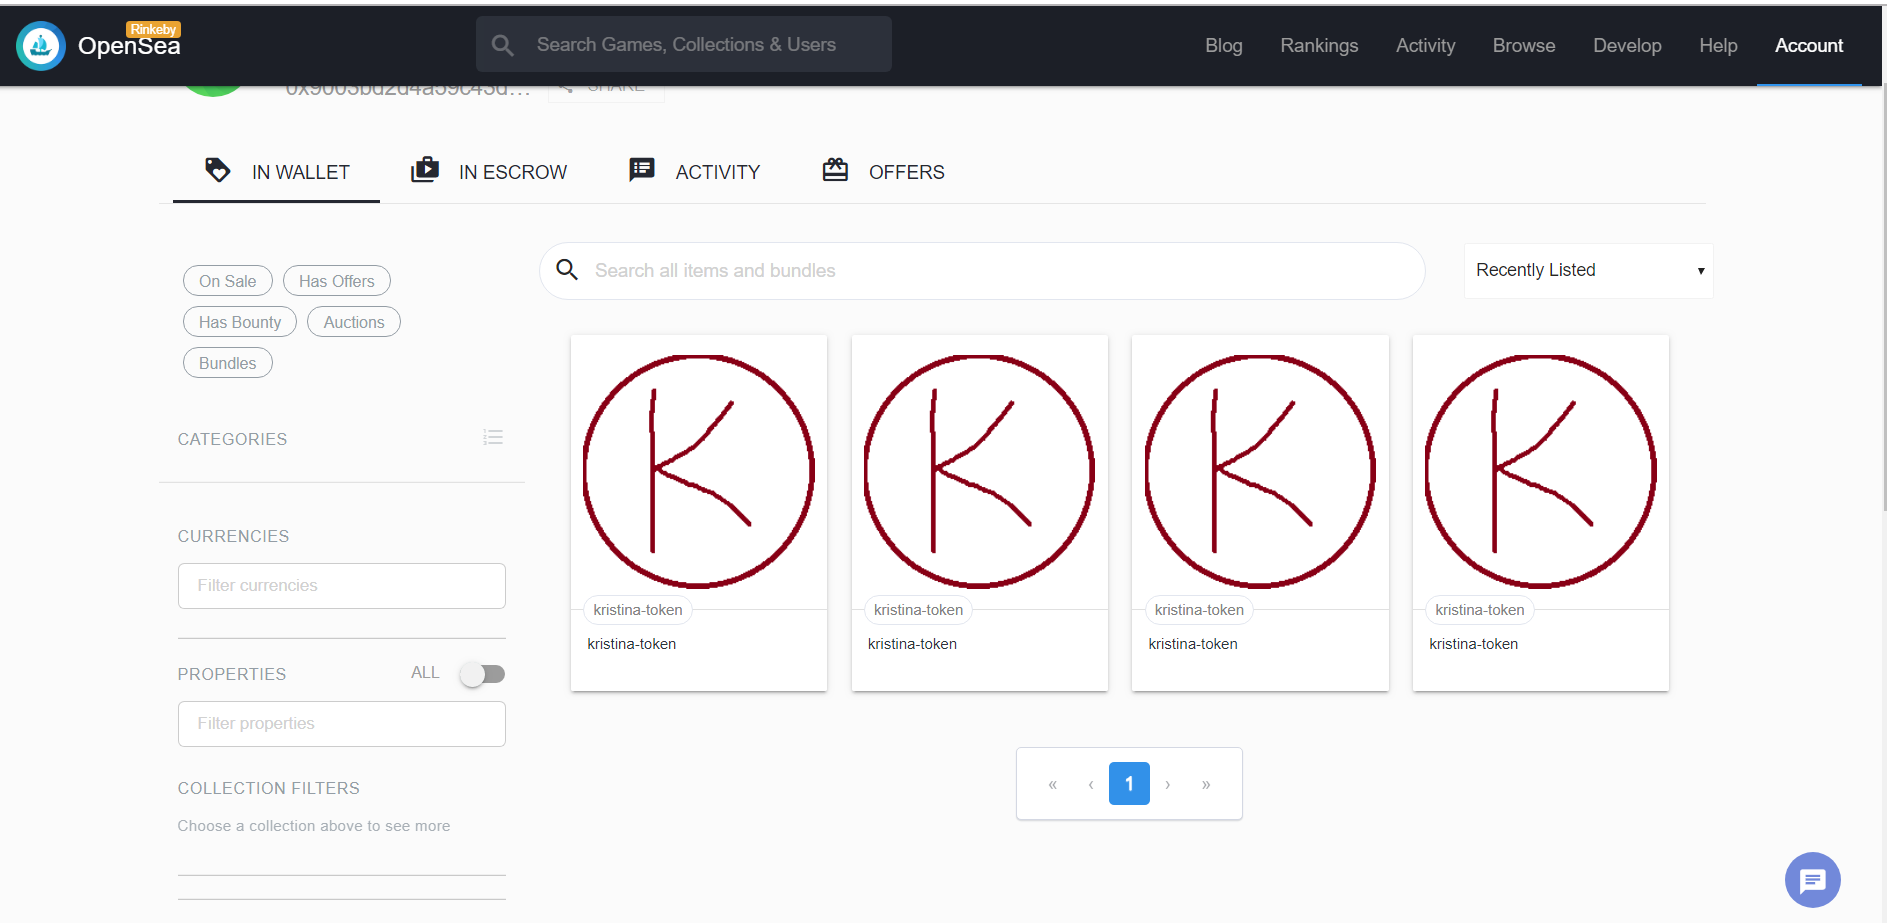 Rinkeby
OpenSea
Search Games, Collections & Users
Blog Rankings Activity Browse Develop Help Account
IN WALLET IN ESCROW ACTIVITY OFFERS
On Sale Has Offers
Has Bounty Auctions
Bundles
Search all items and bundles
Recently Listed
CATEGORIES
CURRENCIES
Filter currencies
PROPERTIES ALL
Filter properties
COLLECTION FILTERS
Choose a collection above to see more
K K K K
kristina-token kristina-token kristina-token kristina-token
kristina-token kristina-token kristina-token kristina-token
« ‹ 1 › »